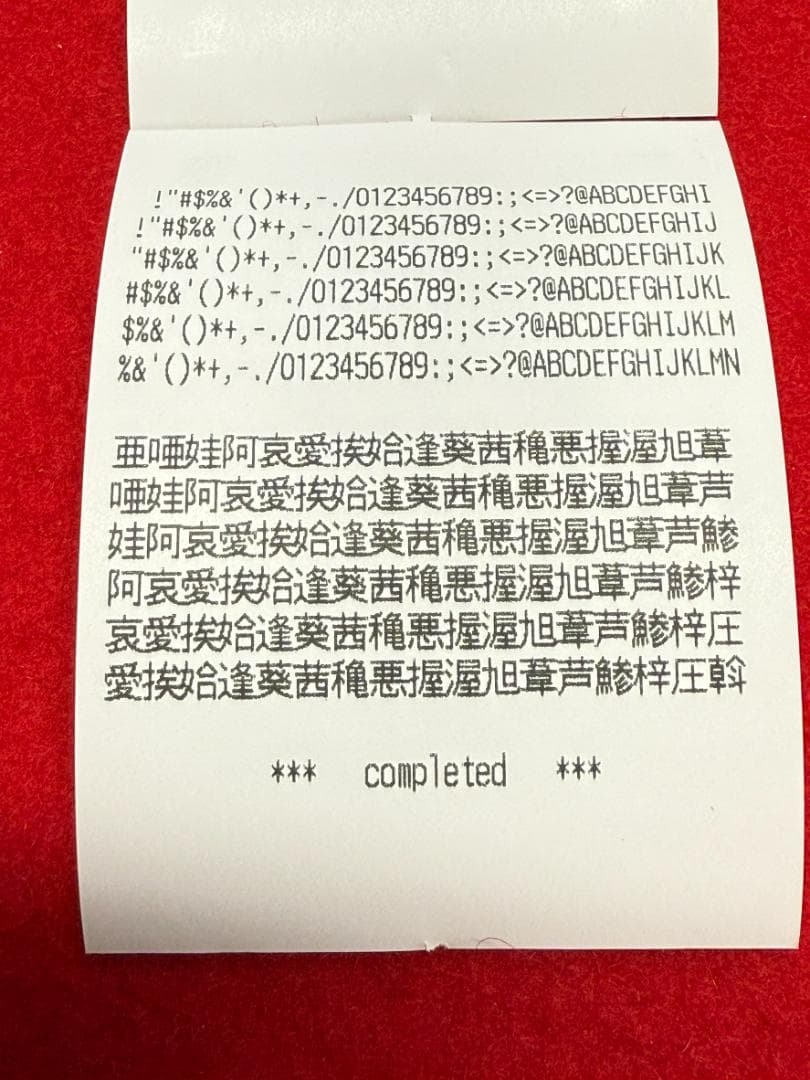 !"#$%&'()*+,-./0123456789:;<=>?@ABCDEFGHI
!"#$%&'()*+,-./0123456789:;<=>?@ABCDEFGHIJ
"#$%&'()*+,-./0123456789:;<=>?@ABCDEFGHIJK
#$%&'()*+,-./0123456789:;<=>?@ABCDEFGHIJKL
$%&'()*+,-./0123456789:;<=>?@ABCDEFGHIJKLM
%&'()*+,-./0123456789:;<=>?@ABCDEFGHIJKLMN
亜唖娃阿哀愛挨姶逢葵茜穐悪握渥旭葦
唖娃阿哀愛挨姶逢葵茜穐悪握渥旭葦芦
娃阿哀愛挨姶逢葵茜穐悪握渥旭葦芦鯵
阿哀愛挨姶逢葵茜穐悪握渥旭葦芦鯵梓
哀愛挨姶逢葵茜穐悪握渥旭葦芦鯵梓圧
愛挨姶逢葵茜穐悪握渥旭葦芦鯵梓圧斡
*** completed ***